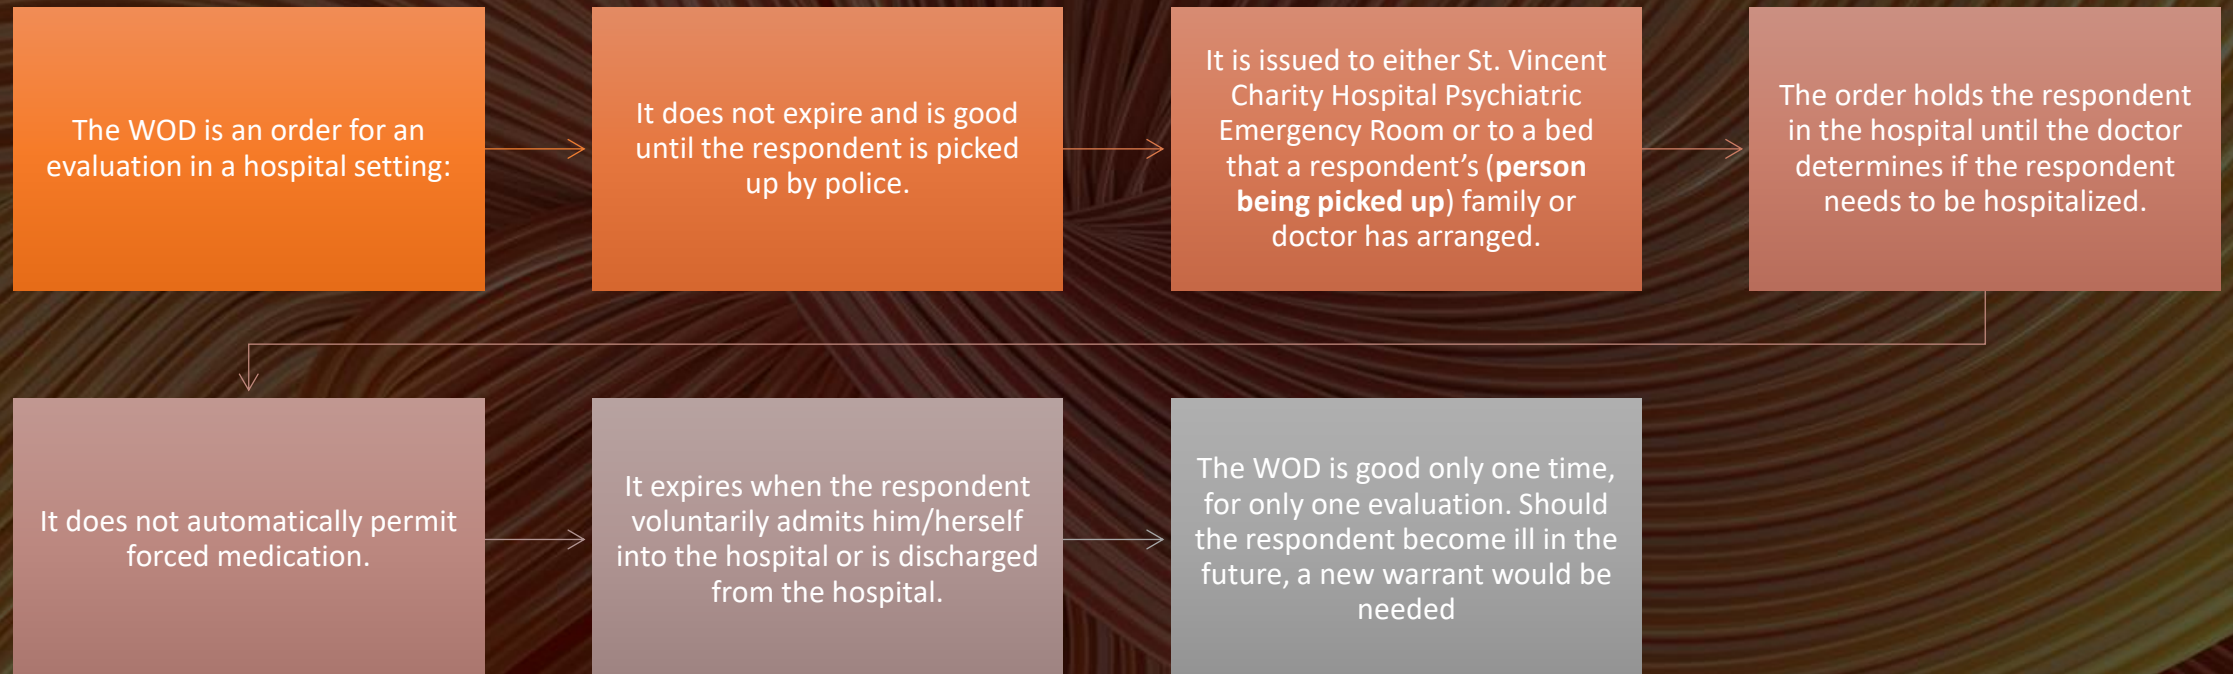 The WOD is an order for an
evaluation in a hospital setting:
It does not expire and is good
until the respondent is picked
up by police.
It is issued to either St. Vincent
Charity Hospital Psychiatric
Emergency Room or to a bed
that a respondent’s (person
being picked up) family or
doctor has arranged.
The order holds the respondent
in the hospital until the doctor
determines if the respondent
needs to be hospitalized.
It does not automatically permit
forced medication.
It expires when the respondent
voluntarily admits him/herself
into the hospital or is discharged
from the hospital.
The WOD is good only one time,
for only one evaluation. Should
the respondent become ill in the
future, a new warrant would be
needed